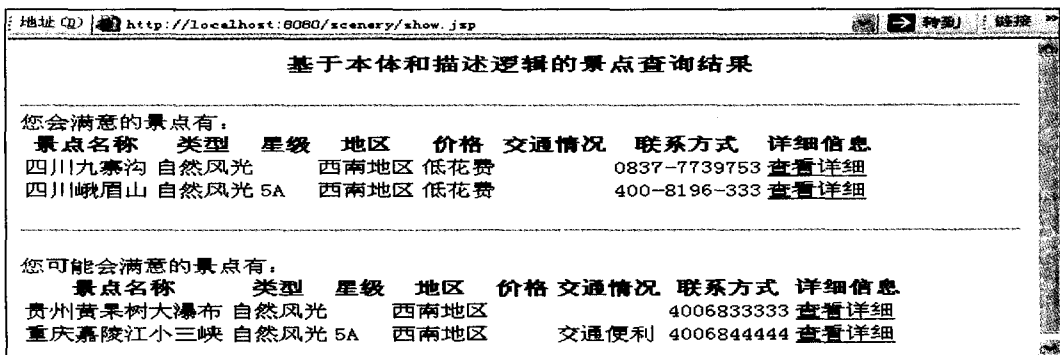 地址(D) http://localhost:8080/scenery/show.jsp 转到 链接 »
基于本体和描述逻辑的景点查询结果
您会满意的景点有：
景点名称 类型 星级 地区 价格 交通情况 联系方式 详细信息
四川九寨沟 自然风光 西南地区 低花费 0837-7739753 查看详细
四川峨眉山 自然风光 5A 西南地区 低花费 400-8196-333 查看详细
您可能会满意的景点有：
景点名称 类型 星级 地区 价格 交通情况 联系方式 详细信息
贵州黄果树大瀑布 自然风光 西南地区 4006833333 查看详细
重庆嘉陵江小三峡 自然风光 5A 西南地区 交通便利 4006844444 查看详细